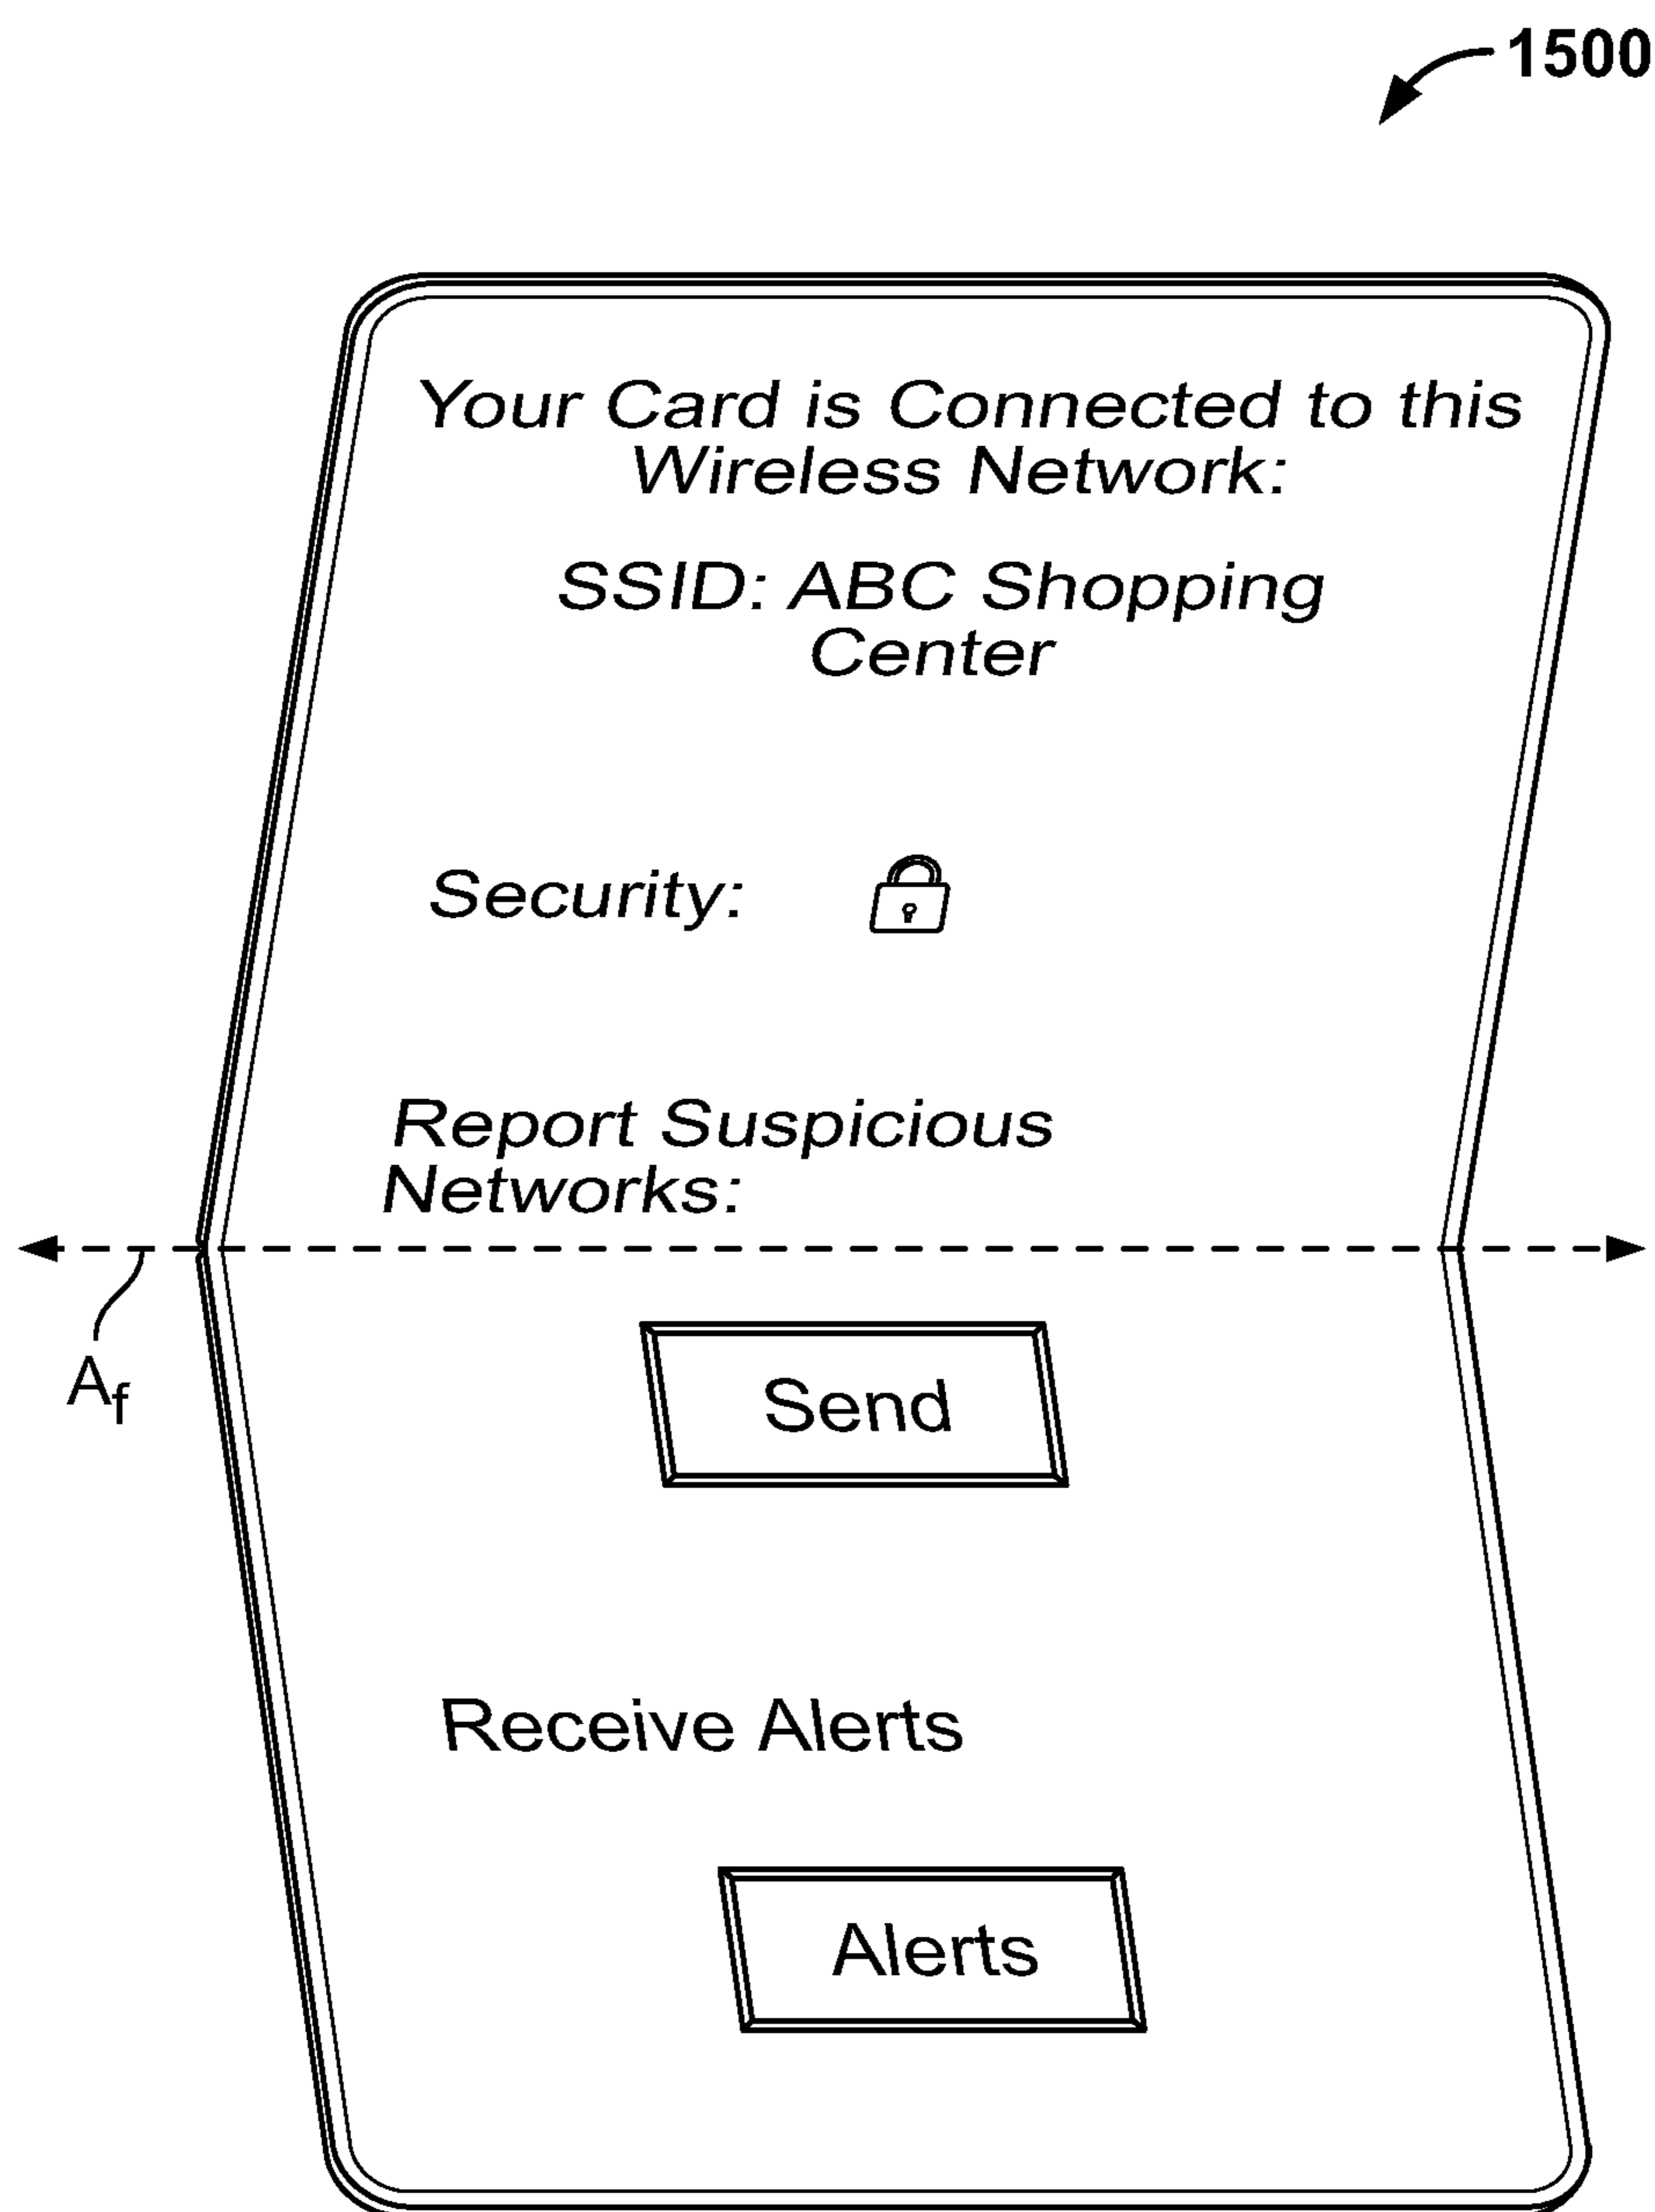 1500
Your Card is Connected to this
Wireless Network:
SSID: ABC Shopping
Center
Security:
Report Suspicious
Networks:
Af
Send
Receive Alerts
Alerts